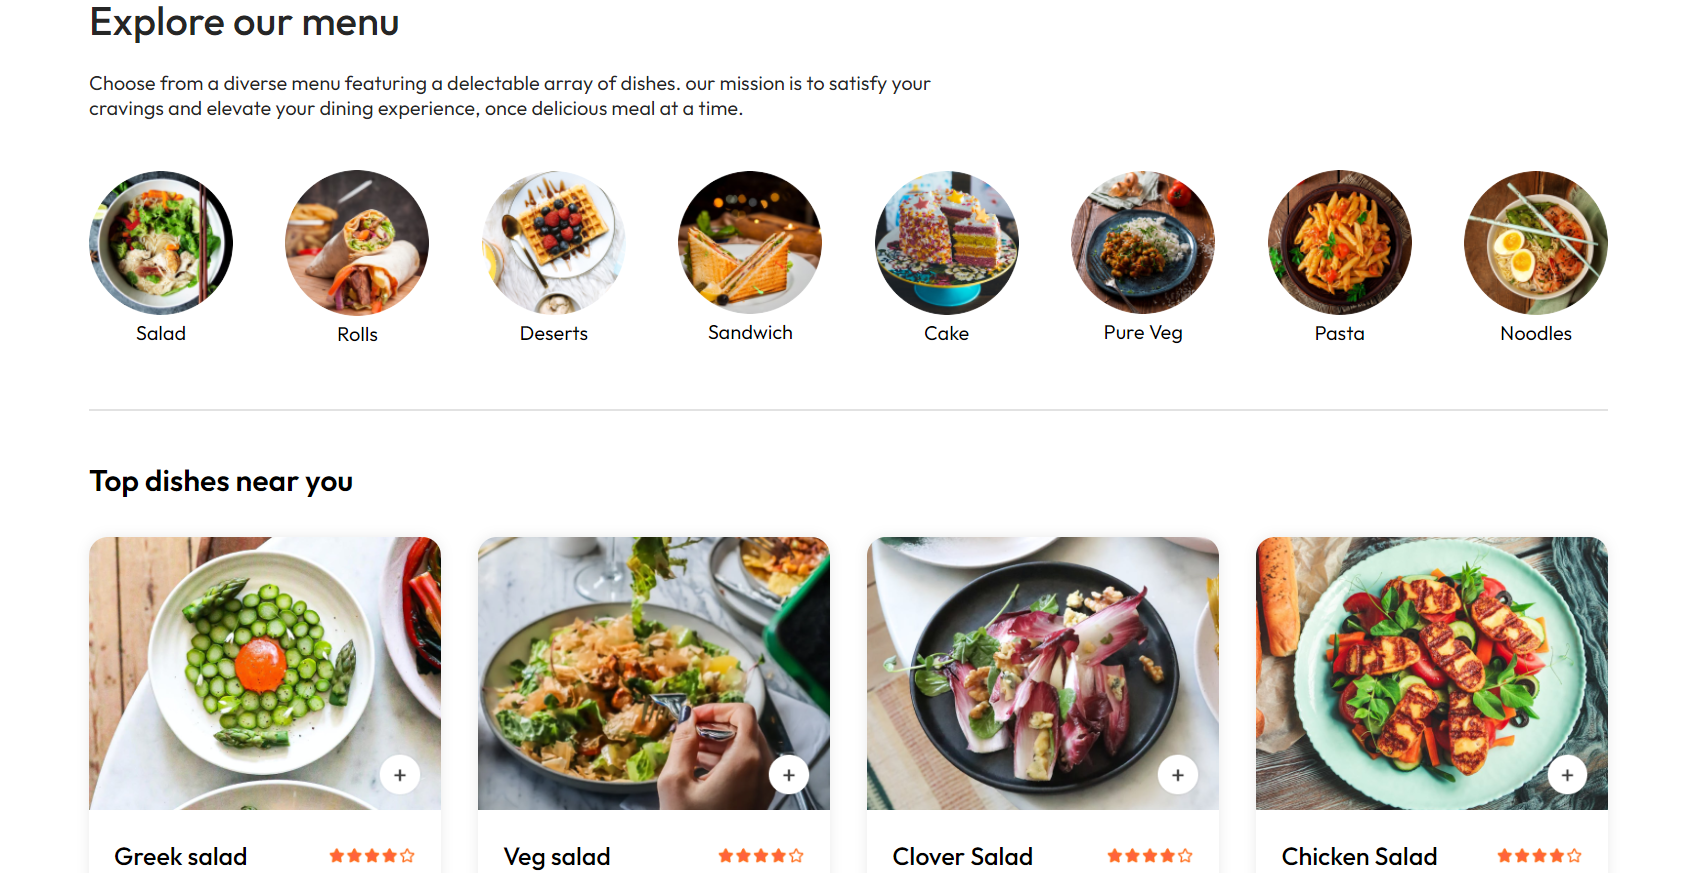 Explore our menu
Choose from a diverse menu featuring a delectable array of dishes. our mission is to satisfy your
cravings and elevate your dining experience, once delicious meal at a time.
Salad
Rolls
Deserts
Sandwich
Cake
Pure Veg
Pasta
Noodles
Top dishes near you
Greek salad
Veg salad
Clover Salad
Chicken Salad